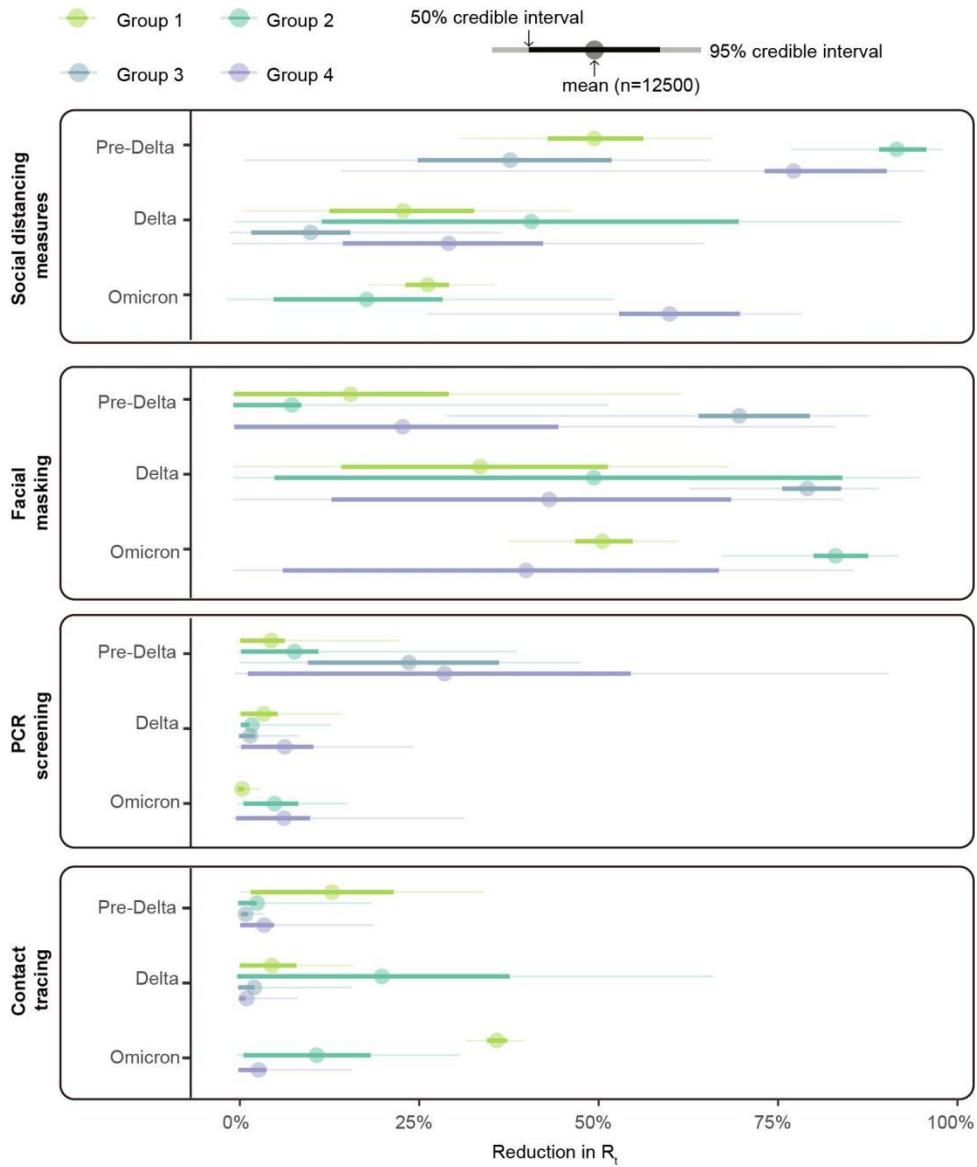 Group 1 Group 2
Group 3 Group 4
50% credible interval
95% credible interval
mean (n=12500)
Social distancing
measures
Pre-Delta
Delta
Omicron
Facial
masking
Pre-Delta
Delta
Omicron
PCR
screening
Pre-Delta
Delta
Omicron
Contact
tracing
Pre-Delta
Delta
Omicron
0% 25% 50% 75% 100%
Reduction in Rt